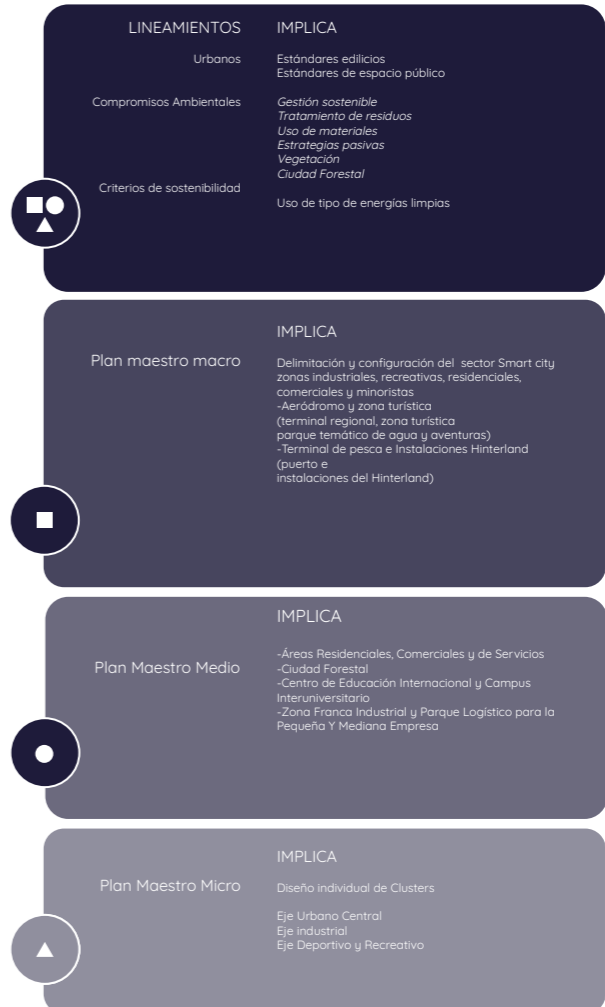 LINEAMIENTOS IMPLICA
Urbanos Estándares edilicios
Estándares de espacio público
Compromisos Ambientales Gestión sostenible
Tratamiento de residuos
Uso de materiales
Estrategias pasivas
Vegetación
Ciudad Forestal
Criterios de sostenibilidad
Uso de tipo de energías limpias
IMPLICA
Plan maestro macro Delimitación y configuración del sector Smart city
zonas industriales, recreativas, residenciales,
comerciales y minoristas
-Aeródromo y zona turística
(terminal regional, zona turística
parque temático de agua y aventuras)
-Terminal de pesca e Instalaciones Hinterland
(puerto e
instalaciones del Hinterland)
IMPLICA
-Áreas Residenciales, Comerciales y de Servicios
Plan Maestro Medio -Ciudad Forestal
-Centro de Educación Internacional y Campus
Interuniversitario
-Zona Franca Industrial y Parque Logístico para la
Pequeña Y Mediana Empresa
IMPLICA
Plan Maestro Micro Diseño individual de Clusters
Eje Urbano Central
Eje industrial
Eje Deportivo y Recreativo